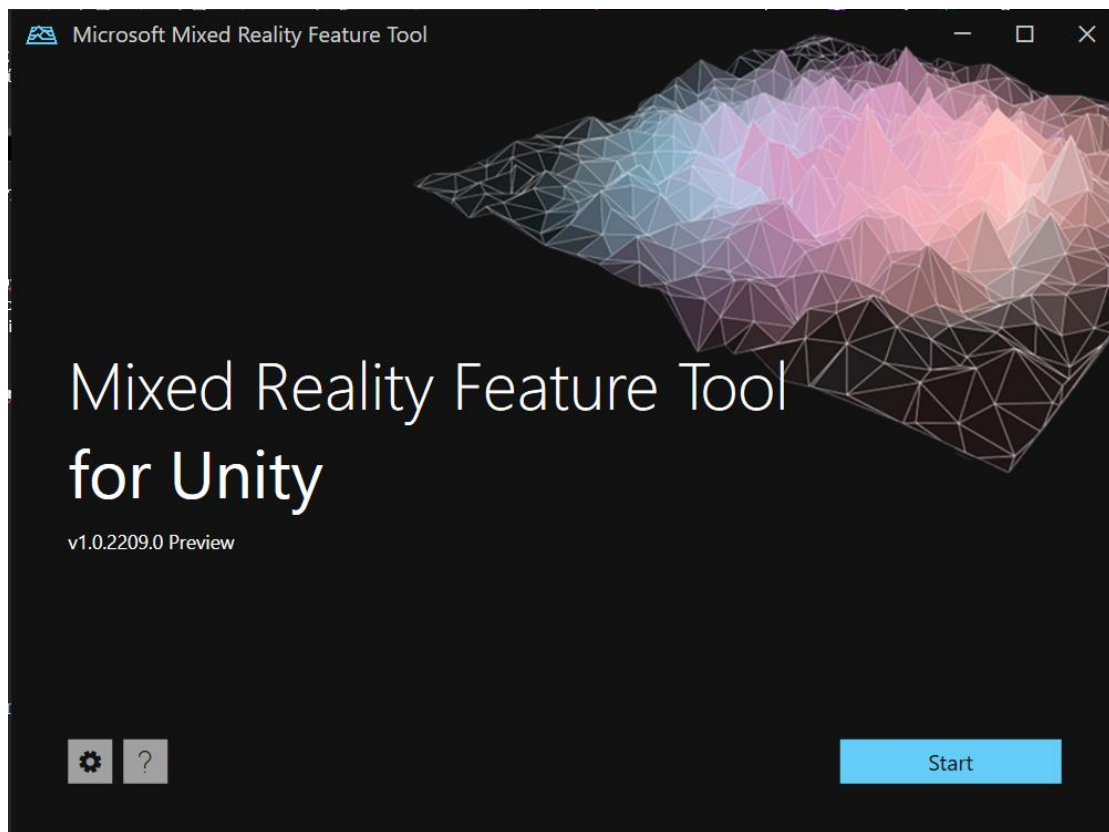 Microsoft Mixed Reality Feature Tool
Mixed Reality Feature Tool
for Unity
v1.0.2209.0 Preview
?
Start